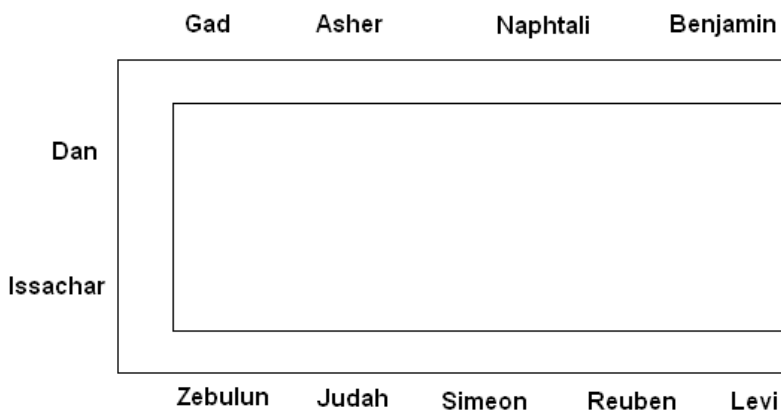 Gad Asher Naphtali Benjamin
Dan
Issachar
Zebulun Judah Simeon Reuben Levi